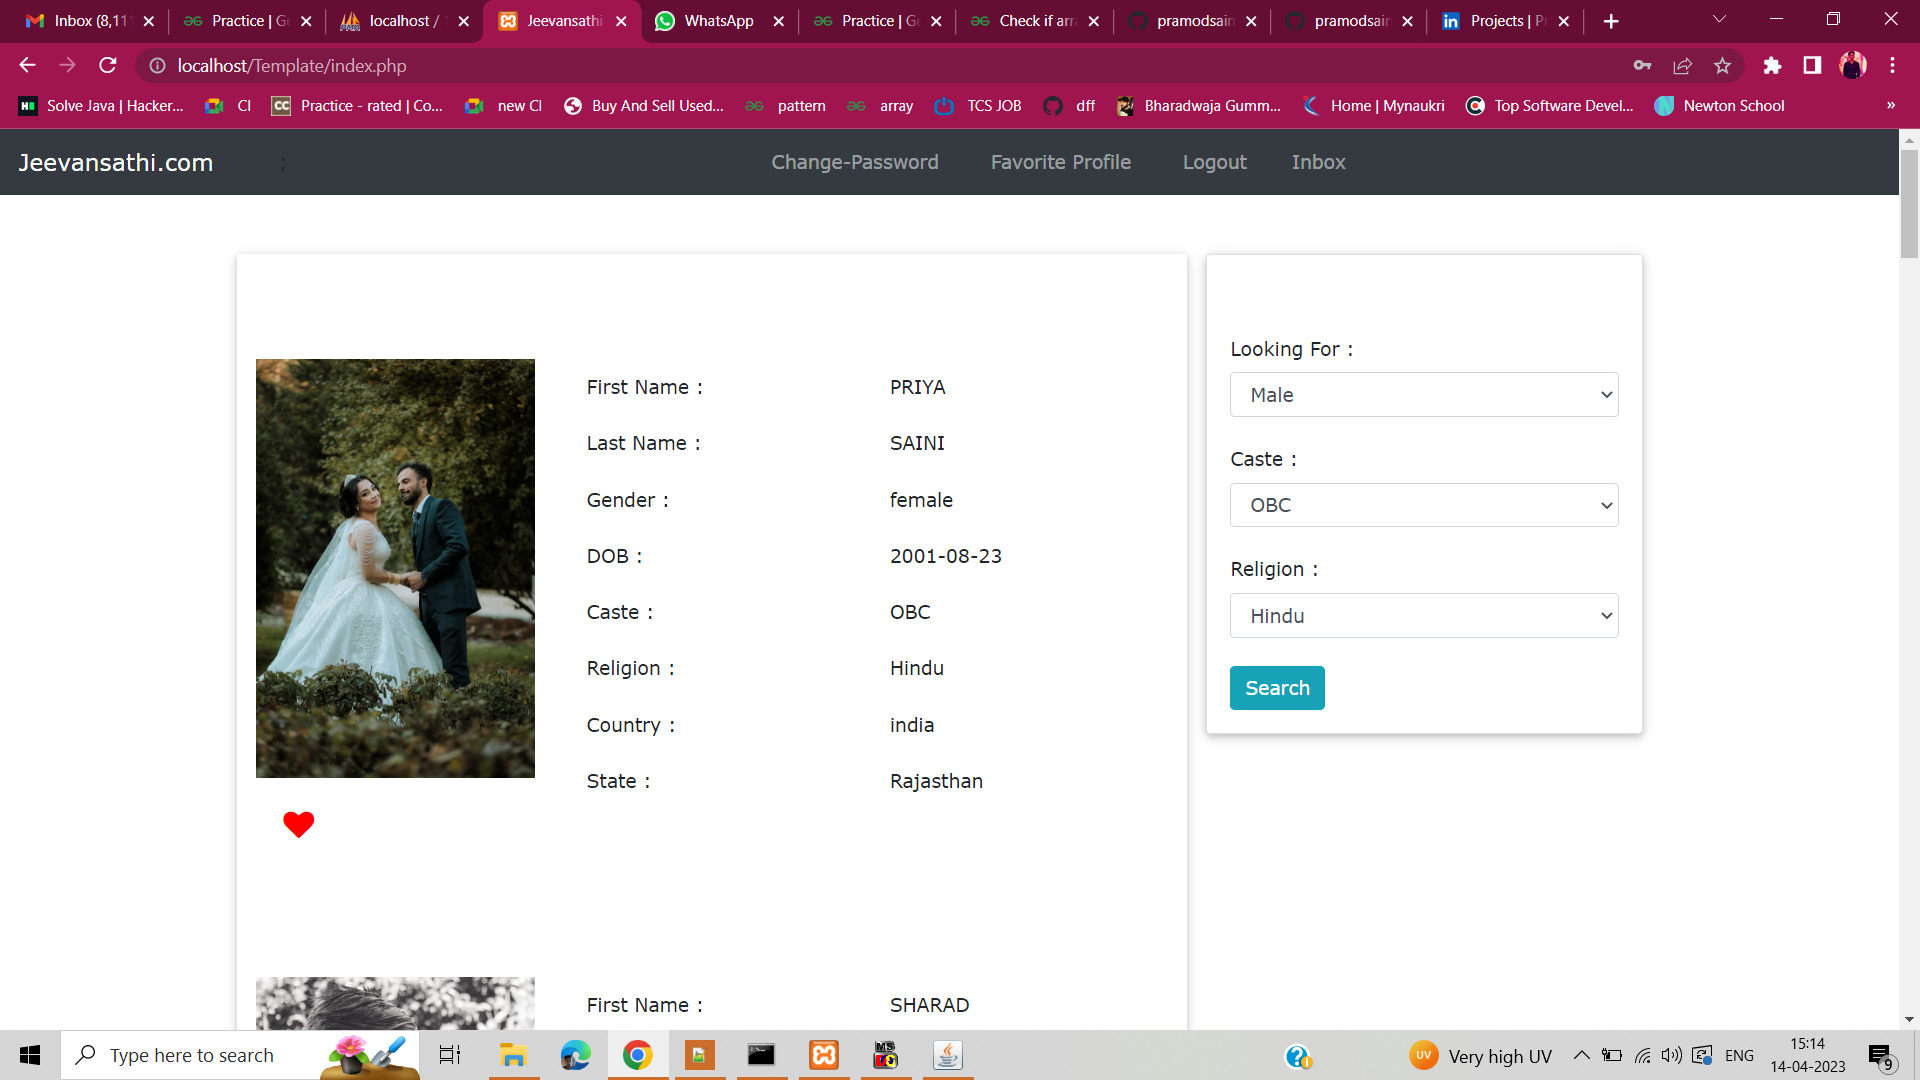 Inbox (8,11
Practice | G
localhost /
Jeevansathi
WhatsApp
Practice | G
Check if arr
pramodsain
pramodsain
Projects | P
localhost/Template/index.php
Solve Java | Hacker...
CI
Practice - rated | Co...
new CI
Buy And Sell Used...
pattern
array
TCS JOB
dff
Bharadwaja Gumm...
Home | Mynaukri
Top Software Devel...
Newton School
»
Jeevansathi.com
;
Change-Password
Favorite Profile
Logout
Inbox
First Name : PRIYA
Last Name : SAINI
Gender : female
DOB : 2001-08-23
Caste : OBC
Religion : Hindu
Country : india
State : Rajasthan
Looking For :
Male
Caste :
OBC
Religion :
Hindu
Search
First Name : SHARAD
Type here to search
UV
Very high UV
ENG
15:14
14-04-2023
9